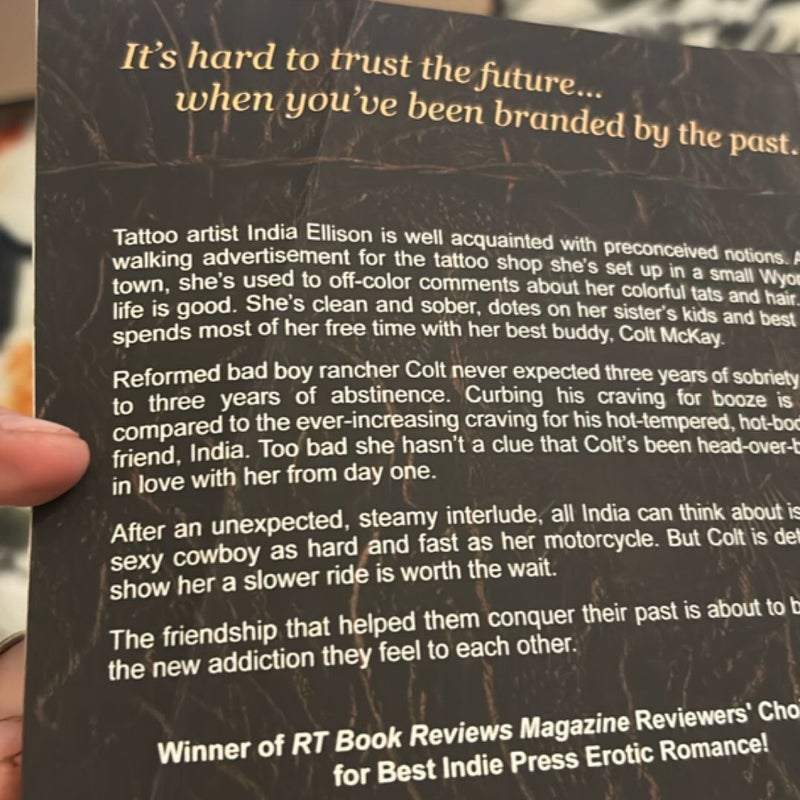 It's hard to trust the future...
when you've been branded by the past.
Tattoo artist India Ellison is well acquainted with preconceived notions.
walking advertisement for the tattoo shop she's set up in a small
town, she's used to off-color comments about her colorful tats and hair.
life is good. She's clean and sober, dotes on her sister's kids and best
spends most of her free time with her best buddy, Colt McKay.
Reformed bad boy rancher Colt never expected three years of sobriety
to three years of abstinence. Curbing his craving for booze is
compared to the ever-increasing craving for his hot-tempered,
friend, India. Too bad she hasn't a clue that Colt's been
in love with her from day one.
After an unexpected, steamy interlude, all India can think about is
sexy cowboy as hard and fast as her motorcycle. But Colt is
show her a slower ride is worth the wait.
The friendship that helped them conquer their past is about to
the new addiction they feel to each other.
Winner of RT Book Reviews Magazine Reviewers'
for Best Indie Press Erotic Romance!